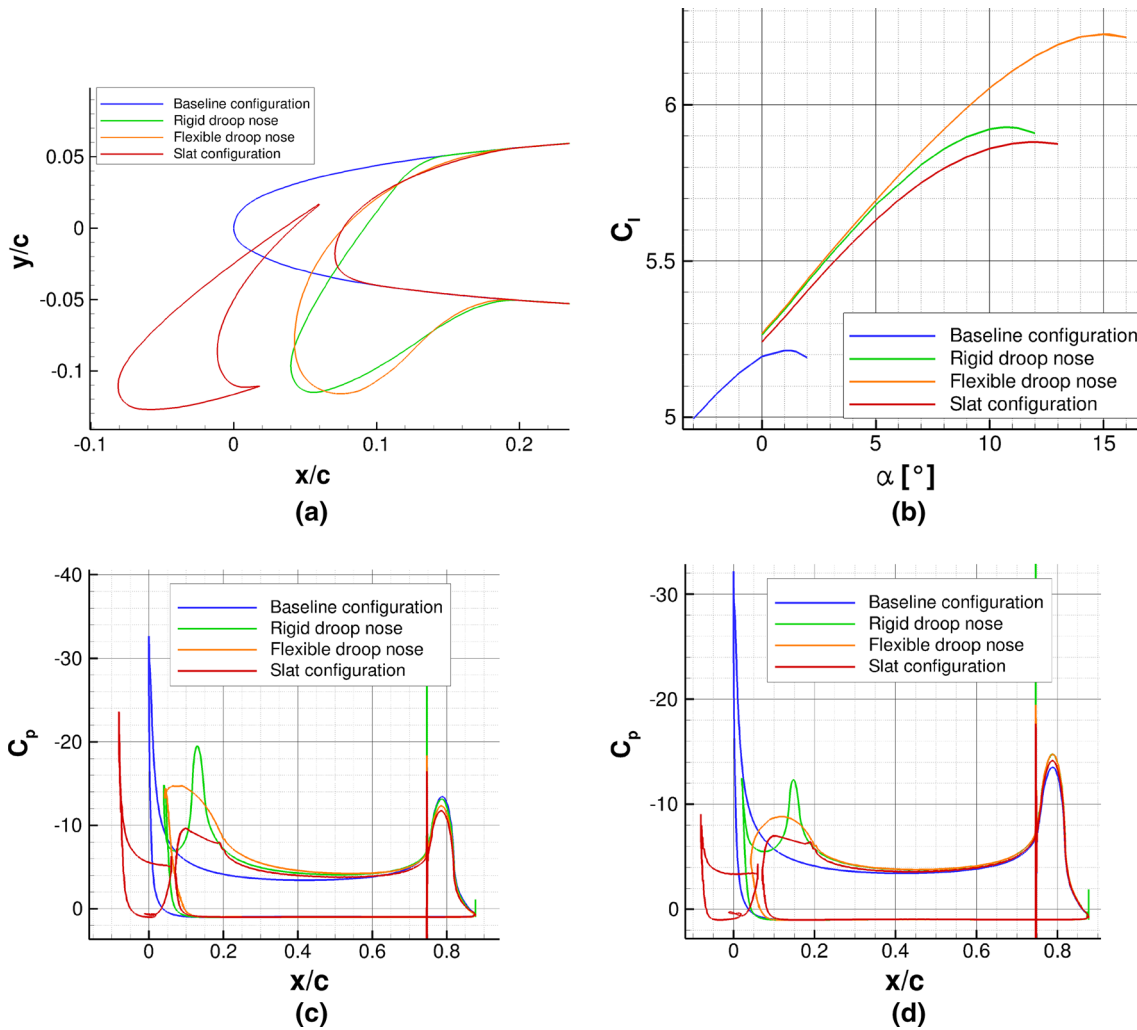 Baseline configuration
Rigid droop nose
Flexible droop nose
Slat configuration
0.05
0
-0.05
-0.1
y/c
-0.1
0
0.1
0.2
x/c
(a)
6
5.5
5
C_l
Baseline configuration
Rigid droop nose
Flexible droop nose
Slat configuration
0
5
10
15
α [°]
(b)
-40
-30
-20
-10
0
C_p
Baseline configuration
Rigid droop nose
Flexible droop nose
Slat configuration
0
0.2
0.4
0.6
0.8
x/c
(c)
-30
-20
-10
0
C_p
Baseline configuration
Rigid droop nose
Flexible droop nose
Slat configuration
0
0.2
0.4
0.6
0.8
x/c
(d)